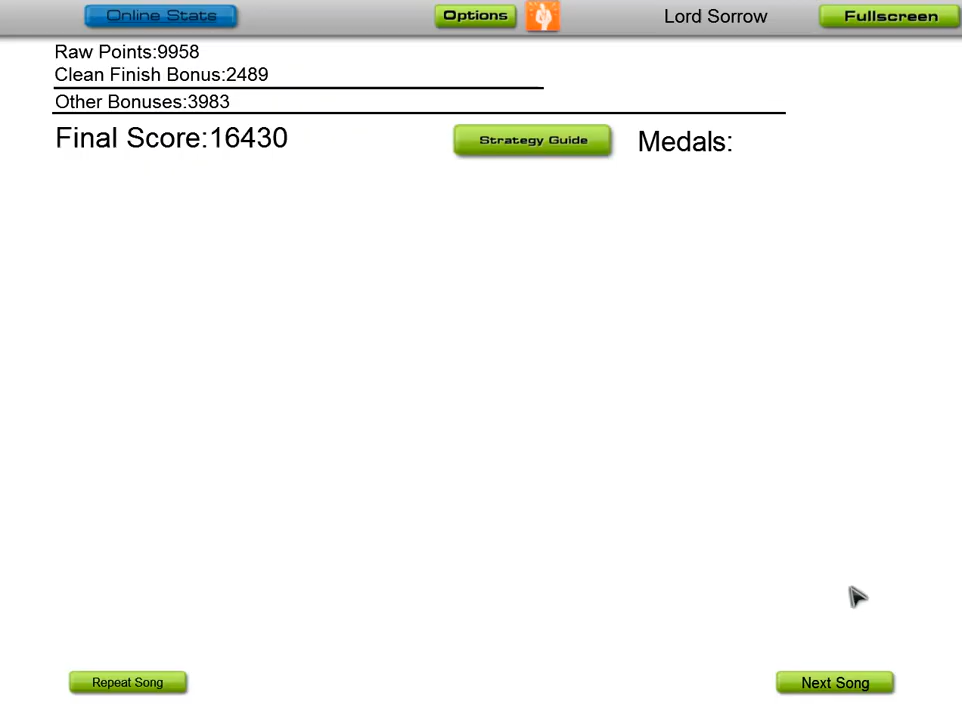 Online Stats
Options
Lord Sorrow
Fullscreen
Raw Points:9958
Clean Finish Bonus:2489
Other Bonuses:3983
Final Score:16430
Strategy Guide
Medals:
Repeat Song
Next Song